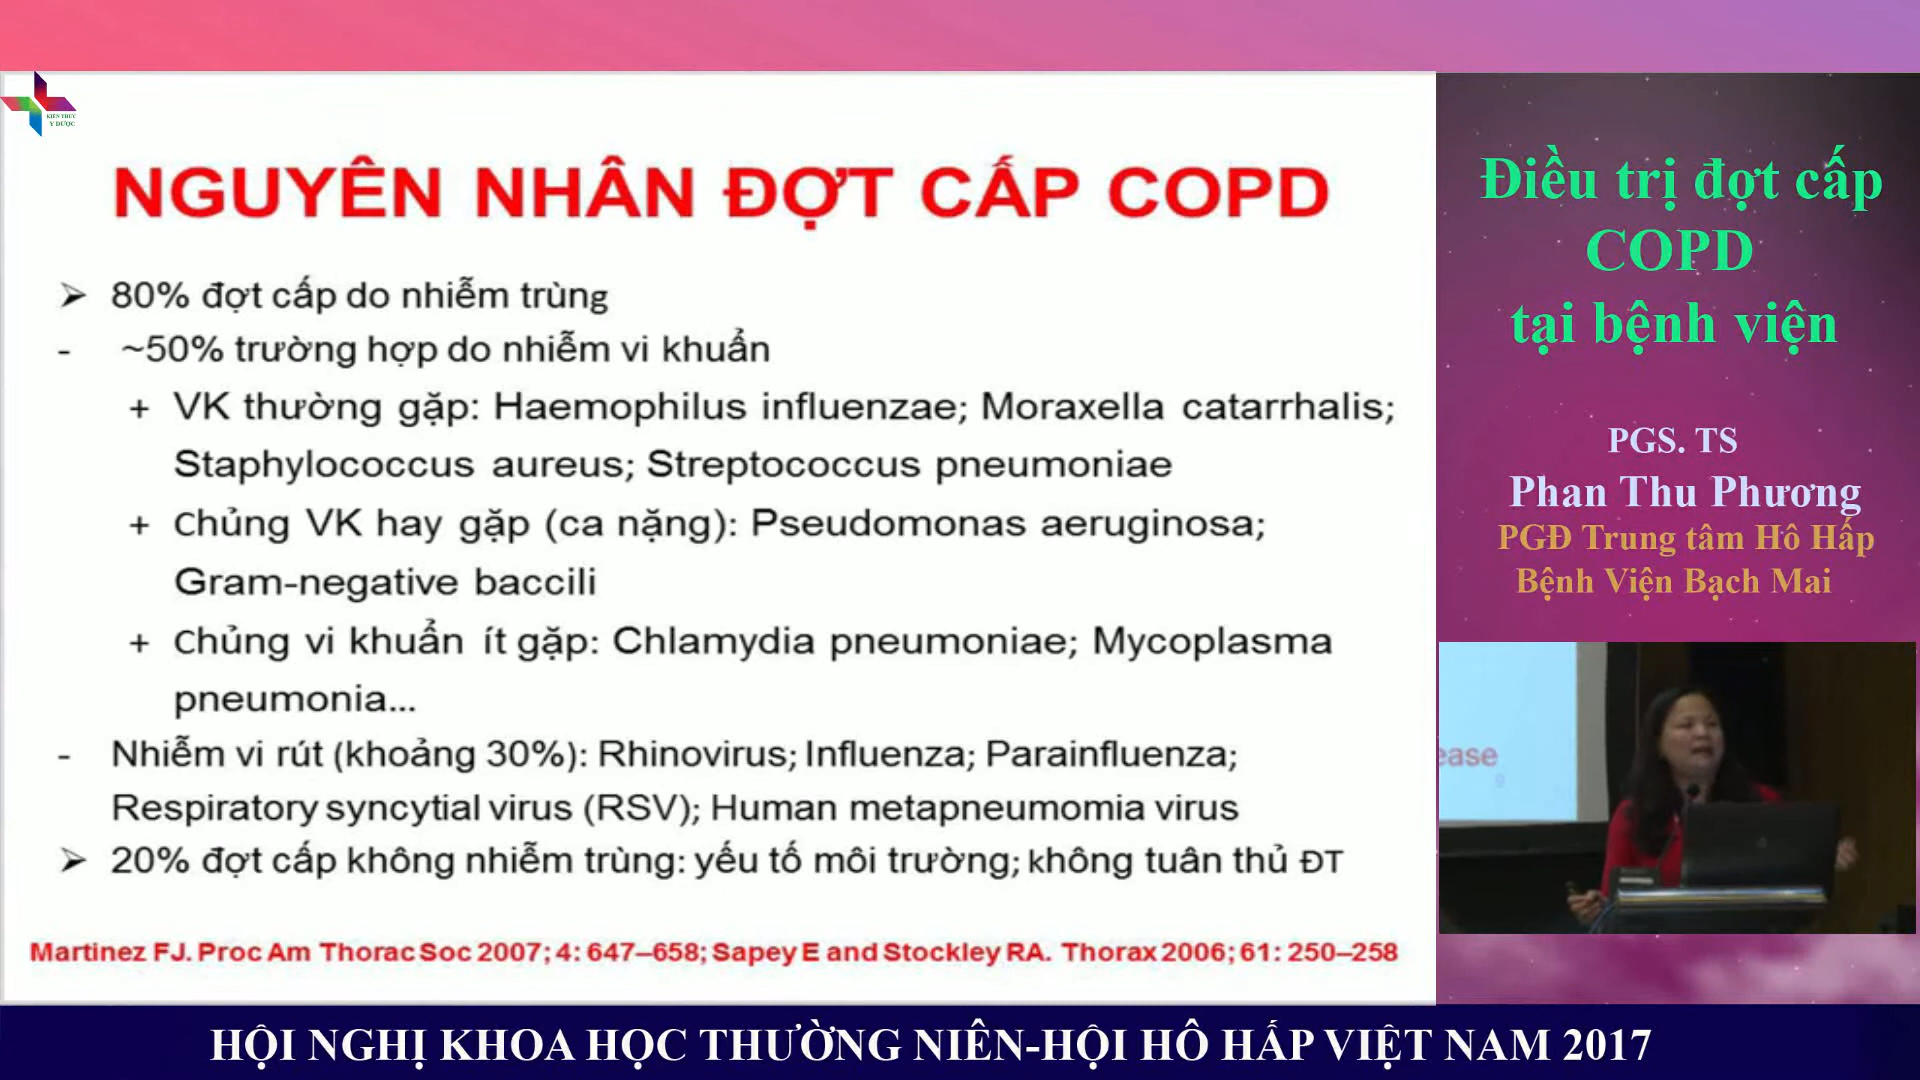 KIẾN THỨC
Y DƯỢC
NGUYÊN NHÂN ĐỢT CẤP COPD
➢ 80% đợt cấp do nhiễm trùng
- ~50% trường hợp do nhiễm vi khuẩn
+ VK thường gặp: Haemophilus influenzae; Moraxella catarrhalis;
Staphylococcus aureus; Streptococcus pneumoniae
+ Chủng VK hay gặp (ca nặng): Pseudomonas aeruginosa;
Gram-negative baccili
+ Chủng vi khuẩn ít gặp: Chlamydia pneumoniae; Mycoplasma
pneumonia...
- Nhiễm vi rút (khoảng 30%): Rhinovirus; Influenza; Parainfluenza;
Respiratory syncytial virus (RSV); Human metapneumomia virus
➢ 20% đợt cấp không nhiễm trùng: yếu tố môi trường; không tuân thủ ĐT
Martinez FJ. Proc Am Thorac Soc 2007; 4: 647–658; Sapey E and Stockley RA. Thorax 2006; 61: 250–258
Điều trị đợt cấp
COPD
tại bệnh viện
PGS. TS
Phan Thu Phương
PGĐ Trung tâm Hô Hấp
Bệnh Viện Bạch Mai
ease
9
HỘI NGHỊ KHOA HỌC THƯỜNG NIÊN-HỘI HÔ HẤP VIỆT NAM 2017